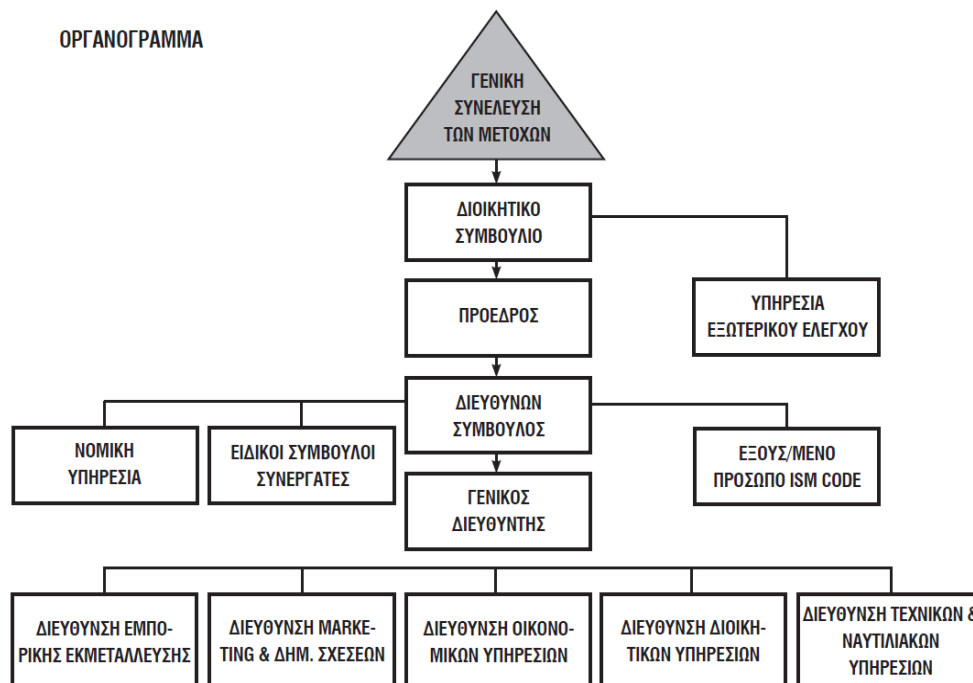 ΟΡΓΑΝΟΓΡΑΜΜΑ
ΓΕΝΙΚΗ
ΣΥΝΕΛΕΥΣΗ
ΤΩΝ ΜΕΤΟΧΩΝ
ΔΙΟΙΚΗΤΙΚΟ
ΣΥΜΒΟΥΛΙΟ
ΥΠΗΡΕΣΙΑ
ΕΞΩΤΕΡΙΚΟΥ ΕΛΕΓΧΟΥ
ΠΡΟΕΔΡΟΣ
ΔΙΕΥΘΥΝΩΝ
ΣΥΜΒΟΥΛΟΣ
ΝΟΜΙΚΗ
ΥΠΗΡΕΣΙΑ
ΕΙΔΙΚΟΙ ΣΥΜΒΟΥΛΟΙ
ΣΥΝΕΡΓΑΤΕΣ
ΕΞΟΥΣ/ΜΕΝΟ
ΠΡΟΣΩΠΟ ISM CODE
ΓΕΝΙΚΟΣ
ΔΙΕΥΘΥΝΤΗΣ
ΔΙΕΥΘΥΝΣΗ ΕΜΠΟ-
ΡΙΚΗΣ ΕΚΜΕΤΑΛΛΕΥΣΗΣ
ΔΙΕΥΘΥΝΣΗ MARKE-
TING & ΔΗΜ. ΣΧΕΣΕΩΝ
ΔΙΕΥΘΥΝΣΗ ΟΙΚΟΝΟ-
ΜΙΚΩΝ ΥΠΗΡΕΣΙΩΝ
ΔΙΕΥΘΥΝΣΗ ΔΙΟΙΚΗ-
ΤΙΚΩΝ ΥΠΗΡΕΣΙΩΝ
ΔΙΕΥΘΥΝΣΗ ΤΕΧΝΙΚΩΝ &
ΝΑΥΤΙΛΙΑΚΩΝ
ΥΠΗΡΕΣΙΩΝ